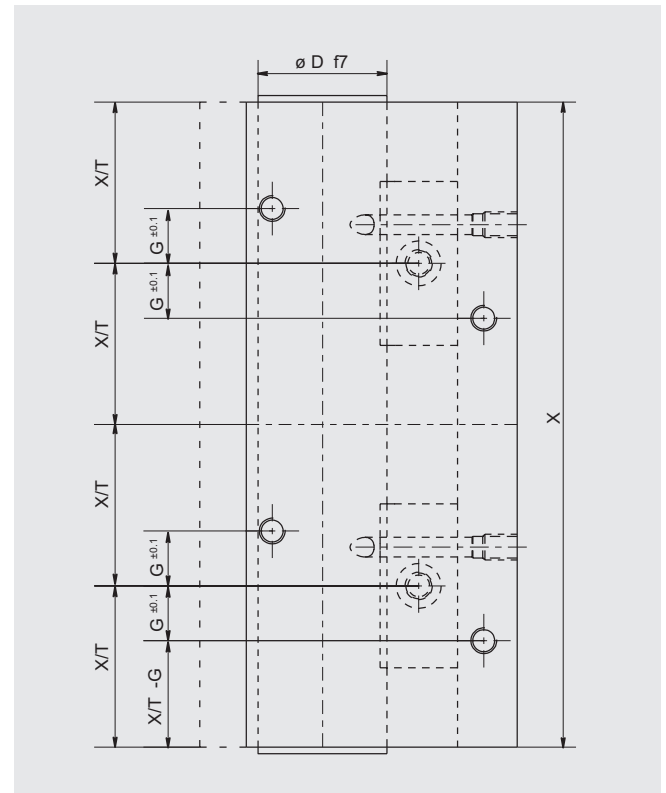 ø D f7
X/T
G ±0.1
G ±0.1
X/T
X
X/T
G ±0.1
G ±0.1
X/T
X/T -G